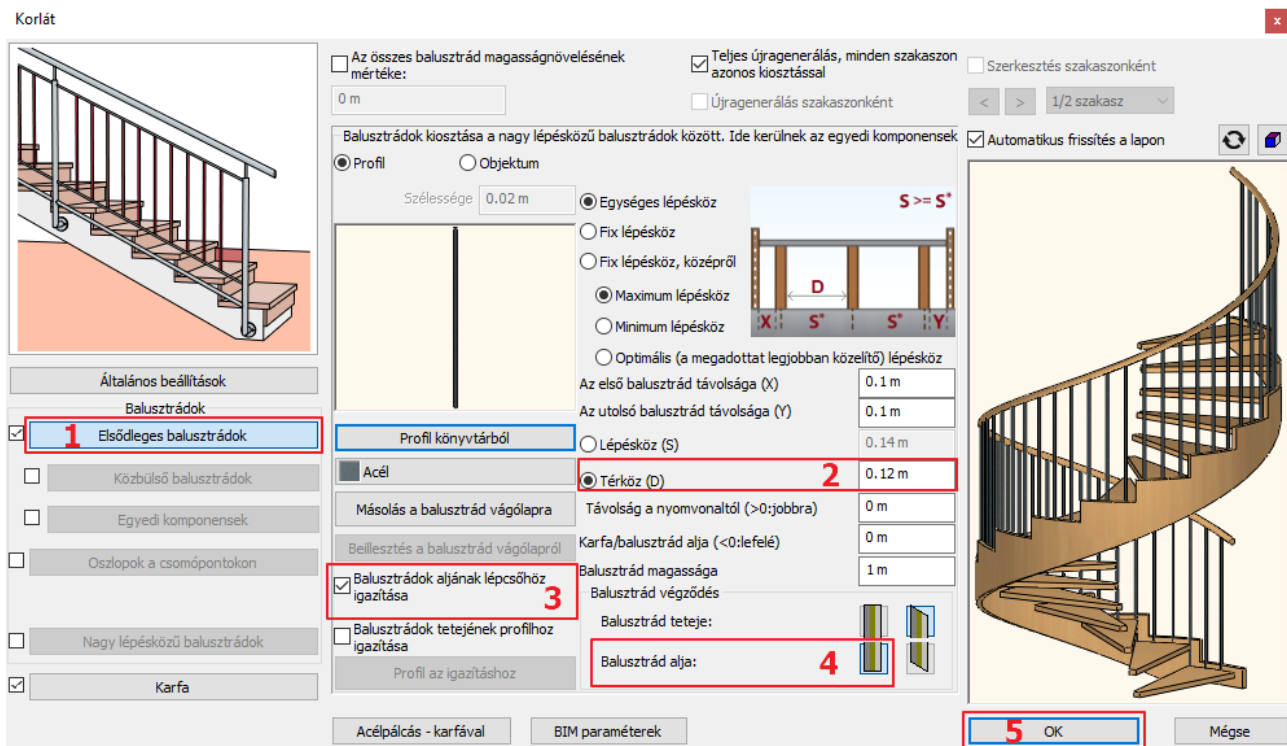 Korlát
x
Az összes balusztrád magasságnövelésének
mértéke:
0 m
Teljes újragenerálás, minden szakaszon
azonos kiosztással
Újragenerálás szakaszonként
Szerkesztés szakaszonként
< > 1/2 szakasz
Automatikus frissítés a lapon
Balusztrádok kiosztása a nagy lépésközű balusztrádok között. Ide kerülnek az egyedi komponensek
Profil
Objektum
Szélessége 0.02 m
Egységes lépésköz
Fix lépésköz
Fix lépésköz, középről
Maximum lépésköz
Minimum lépésköz
Optimális (a megadottat legjobban közelítő) lépésköz
S >= S*
D
X S* S* Y
Az első balusztrád távolsága (X) 0.1 m
Az utolsó balusztrád távolsága (Y) 0.1 m
Lépésköz (S) 0.14 m
Térköz (D) 2 0.12 m
Távolság a nyomvonaltól (>0:jobbra) 0 m
Karfa/balusztrád alja (<0:lefelé) 0 m
Balusztrád magassága 1 m
Balusztrád végződés
Balusztrád teteje:
Balusztrád alja: 4
Általános beállítások
Balusztrádok
1 Elsődleges balusztrádok
Közbülső balusztrádok
Egyedi komponensek
Oszlopok a csomópontokon
Nagy lépésközű balusztrádok
Karfa
Profil könyvtárból
Acél
Másolás a balusztrád vágólapra
Beillesztés a balusztrád vágólapról
Balusztrádok aljának lépcsőhöz
igazítása 3
Balusztrádok tetejének profilhoz
igazítása
Profil az igazításhoz
Acélpálcás - karfával
BIM paraméterek
5 OK
Mégse